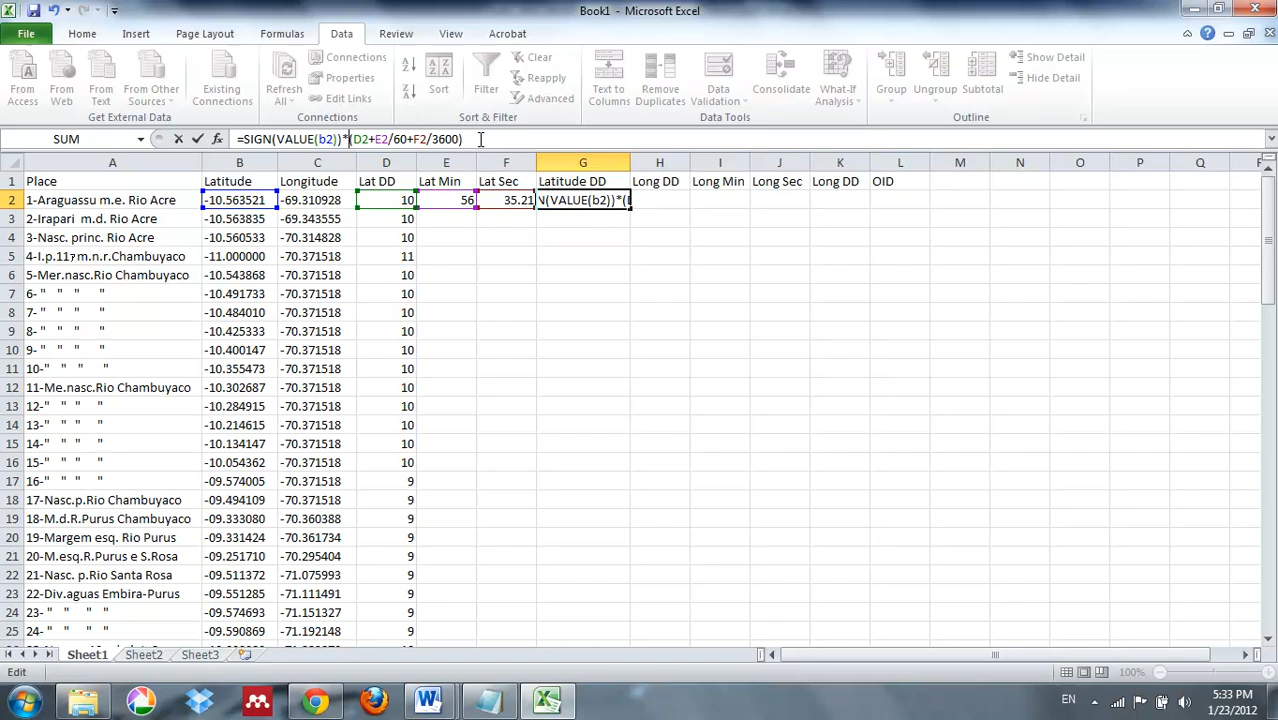 Book1 - Microsoft Excel
File Home Insert Page Layout Formulas Data Review View Acrobat
From Access From Web From Text From Other Sources Existing Connections Refresh All Connections Properties Edit Links Sort Filter Clear Reapply Advanced Text to Columns Remove Duplicates Data Validation Consolidate What-If Analysis Group Ungroup Subtotal Show Detail Hide Detail
Get External Data Connections Sort & Filter Data Tools Outline
SUM fx =SIGN(VALUE(b2))*(D2+E2/60+F2/3600)
A B C D E F G H I J K L M N O P Q
1 Place Latitude Longitude Lat DD Lat Min Lat Sec Latitude DD Long DD Long Min Long Sec Long DD OID
2 1-Araguassu m.e. Rio Acre -10.563521 -69.310928 10 56 35.21 N(VALUE(b2))*(
3 2-Irapari m.d. Rio Acre -10.563835 -69.343555 10
4 3-Nasc. princ. Rio Acre -10.560533 -70.314828 10
5 4-I.p.117m.n.r.Chambuyaco -11.000000 -70.371518 11
6 5-Mer.nasc.Rio Chambuyaco -10.543868 -70.371518 10
7 6- " " " " -10.491733 -70.371518 10
8 7- " " " " -10.484010 -70.371518 10
9 8- " " " " -10.425333 -70.371518 10
10 9- " " " " -10.400147 -70.371518 10
11 10-" " " " -10.355473 -70.371518 10
12 11-Me.nasc.Rio Chambuyaco -10.302687 -70.371518 10
13 12- " " " " -10.284915 -70.371518 10
14 13- " " " " -10.214615 -70.371518 10
15 14- " " " " -10.134147 -70.371518 10
16 15- " " " " -10.054362 -70.371518 10
17 16- " " " " -09.574005 -70.371518 9
18 17-Nasc.p.Rio Chambuyaco -09.494109 -70.371518 9
19 18-M.d.R.Purus Chambuyaco -09.333080 -70.360388 9
20 19-Margem esq. Rio Purus -09.331424 -70.361734 9
21 20-M.esq.R.Purus e S.Rosa -09.251710 -70.295404 9
22 21-Nasc. p.Rio Santa Rosa -09.511372 -71.075993 9
23 22-Div.aguas Embira-Purus -09.551285 -71.111491 9
24 23- " " " " -09.574693 -71.151327 9
25 24- " " " " -09.590869 -71.192148 9
Sheet1 Sheet2 Sheet3
Edit 100%
EN 5:33 PM
1/23/2012